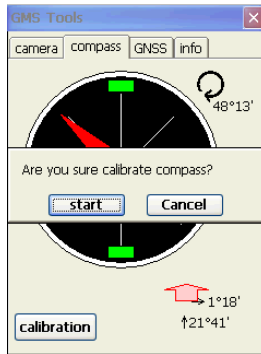 GMS Tools
camera compass GNSS info
48°13'
Are you sure calibrate compass?
start Cancel
1°18'
21°41'
calibration